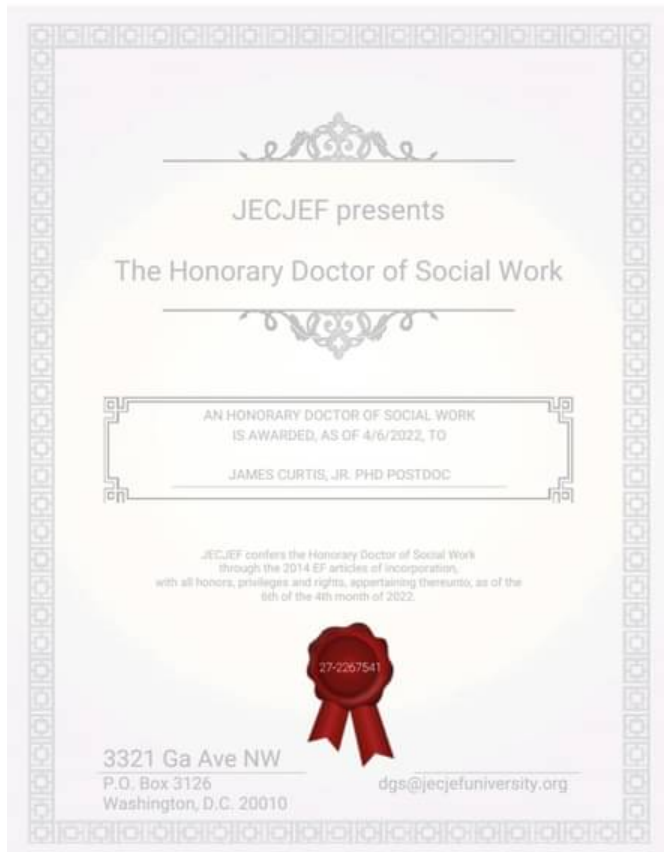 JECJEF presents
The Honorary Doctor of Social Work
AN HONORARY DOCTOR OF SOCIAL WORK
IS AWARDED, AS OF 4/6/2022, TO
JAMES CURTIS, JR. PHD POSTDOC
JECJEF confers the Honorary Doctor of Social Work
through the 2014 EF articles of incorporation,
with all honors, privileges and rights, appertaining thereunto, as of the
6th of the 4th month of 2022.
27-2267541
3321 Ga Ave NW
P.O. Box 3126
Washington, D.C. 20010
dgs@jecjefuniversity.org